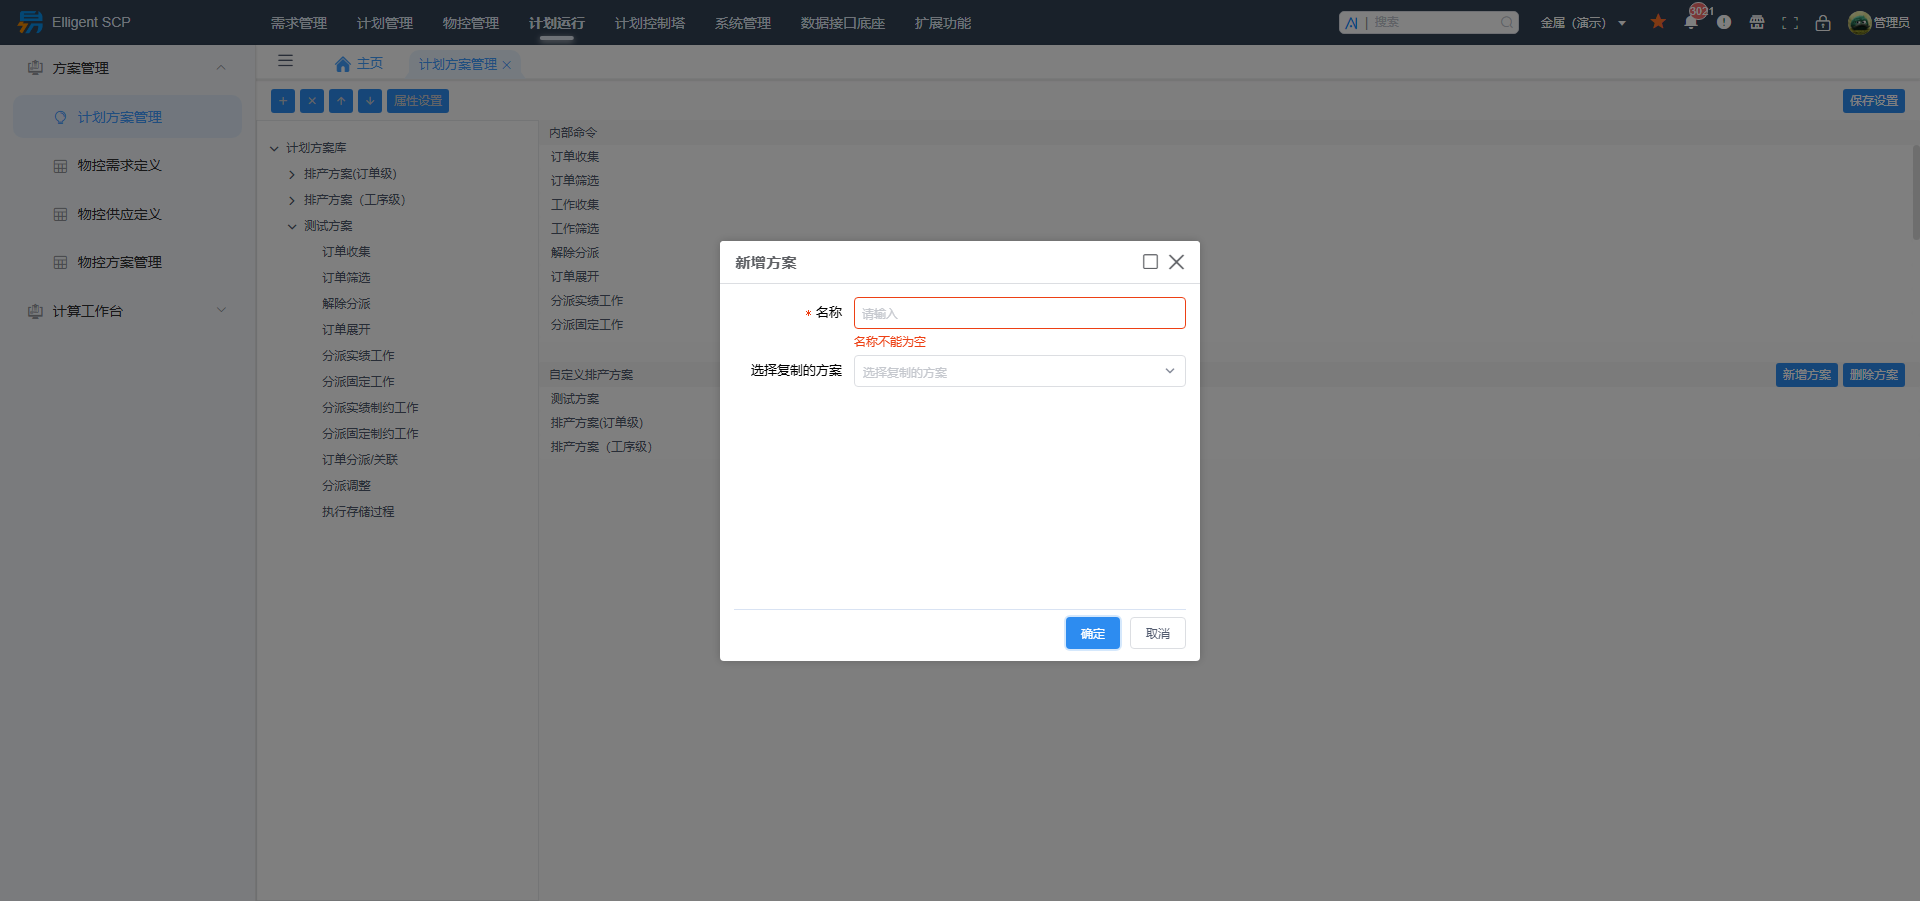 Elligent SCP
需求管理
计划管理
物控管理
计划运行
计划控制塔
系统管理
数据接口底座
扩展功能
AI | 搜索
金属（演示）
3021
管理员
方案管理
计划方案管理
物控需求定义
物控供应定义
物控方案管理
计算工作台
主页
计划方案管理
属性设置
保存设置
计划方案库
排产方案(订单级)
排产方案（工序级）
测试方案
订单收集
订单筛选
解除分派
订单展开
分派实绩工作
分派固定工作
分派实绩制约工作
分派固定制约工作
订单分派/关联
分派调整
执行存储过程
内部命令
订单收集
订单筛选
工作收集
工作筛选
解除分派
订单展开
分派实绩工作
分派固定工作
自定义排产方案
新增方案
删除方案
测试方案
排产方案(订单级)
排产方案（工序级）
新增方案
* 名称
请输入
名称不能为空
选择复制的方案
选择复制的方案
确定
取消